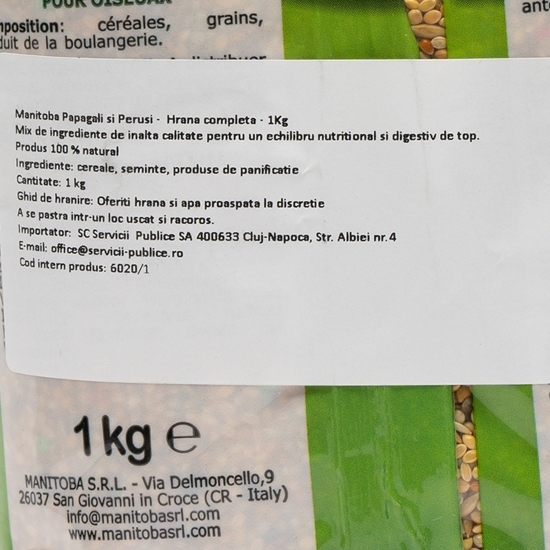 POUR OISEAUX
mposition: céréales, grains,
duit de la boulangerie.
ant
Manitoba Papagali si Perusi - Hrana completa - 1Kg
Mix de ingrediente de inalta calitate pentru un echilibru nutritional si digestiv de top.
Produs 100 % natural
Ingrediente: cereale, seminte, produse de panificatie
Cantitate: 1 kg
Ghid de hranire: Oferiti hrana si apa proaspata la discretie
A se pastra intr-un loc uscat si racoros.
Importator: SC Servicii Publice SA 400633 Cluj-Napoca, Str. Albiei nr.4
E-mail: office@servicii-publice.ro
Cod intern produs: 6020/1
1kg e
MANITOBA S.R.L. - Via Delmoncello,9
26037 San Giovanni in Croce (CR - Italy)
info@manitobasrl.com
www.manitobasrl.com